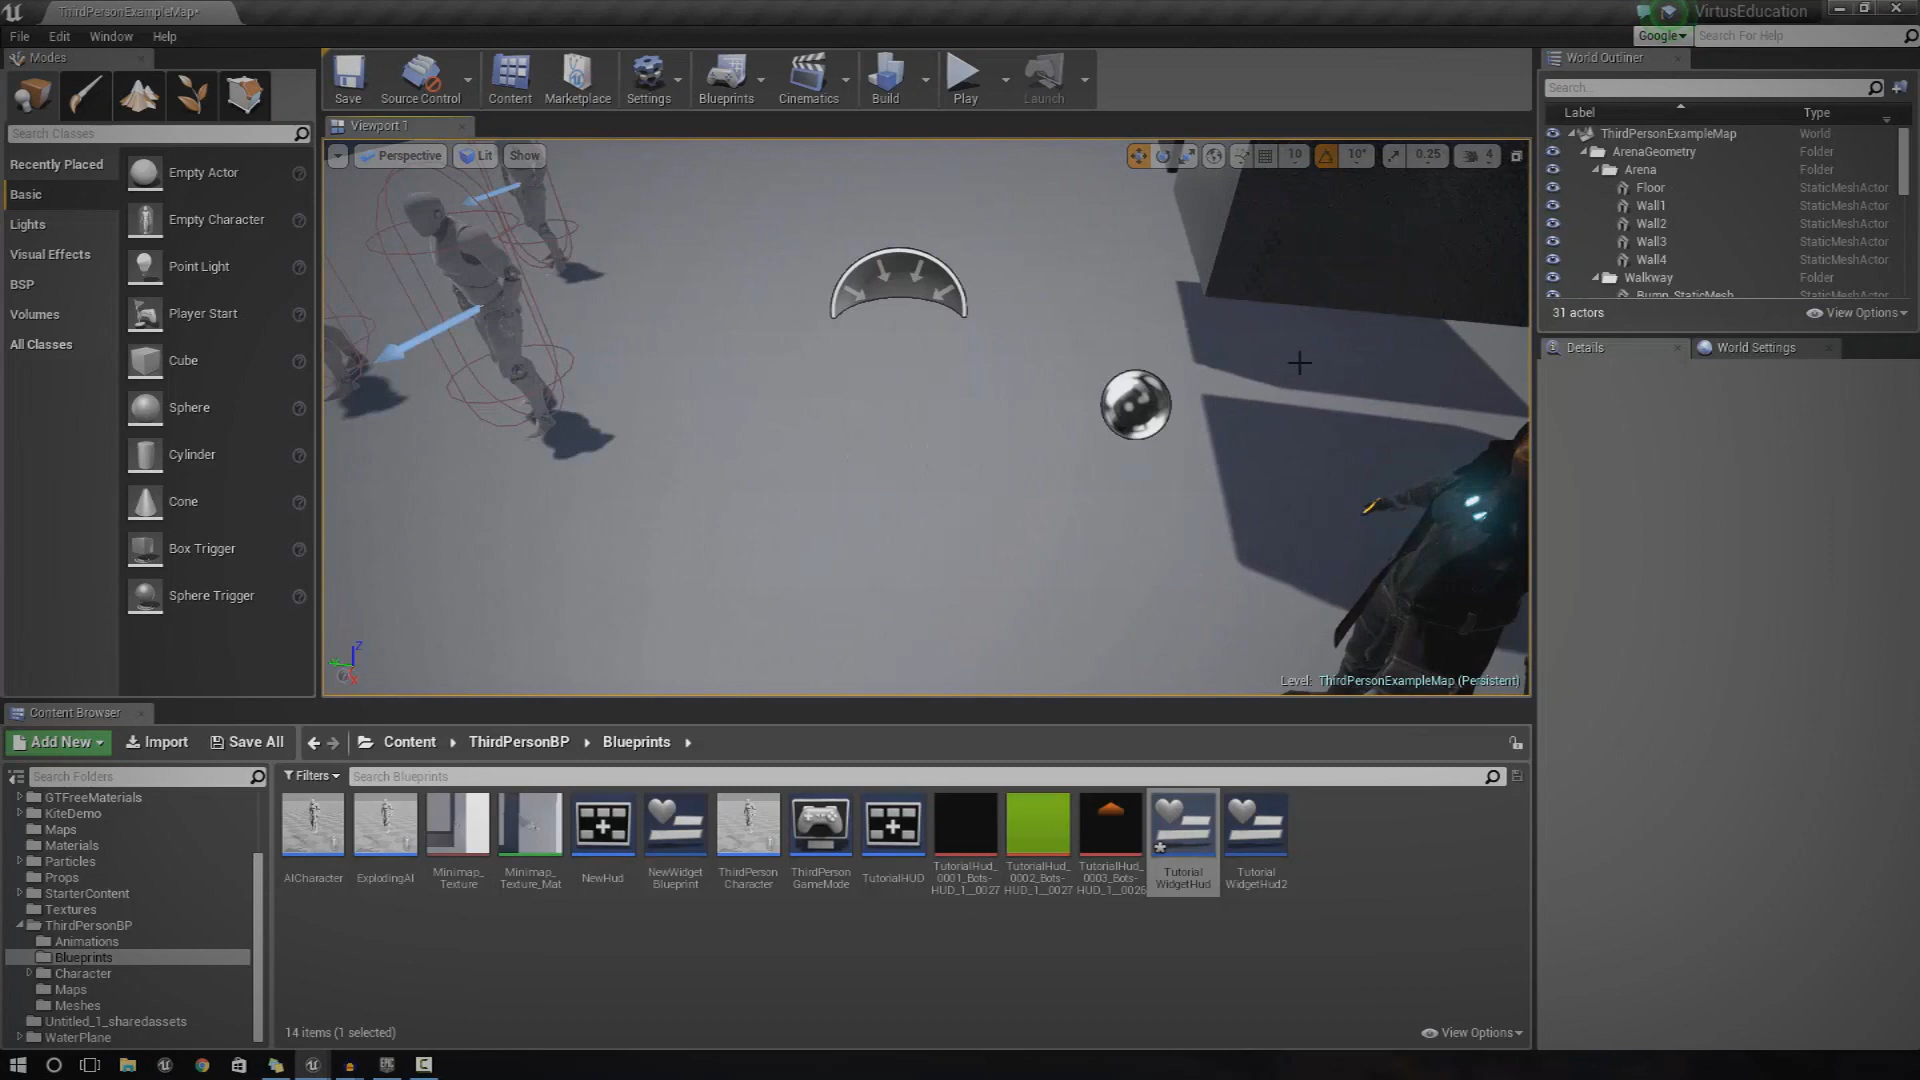 ThirdPersonExampleMap*
VirtusEducation
File Edit Window Help
Google Search For Help
Modes
Search Classes
Recently Placed
Basic
Lights
Visual Effects
BSP
Volumes
All Classes
Empty Actor
Empty Character
Point Light
Player Start
Cube
Sphere
Cylinder
Cone
Box Trigger
Sphere Trigger
Save Source Control Content Marketplace Settings Blueprints Cinematics Build Play Launch
Viewport 1
Perspective Lit Show
10 10° 0.25 4
Level: ThirdPersonExampleMap (Persistent)
World Outliner
Search...
Label Type
ThirdPersonExampleMap World
ArenaGeometry Folder
Arena Folder
Floor StaticMeshActor
Wall1 StaticMeshActor
Wall2 StaticMeshActor
Wall3 StaticMeshActor
Wall4 StaticMeshActor
Walkway Folder
Bump_StaticMesh StaticMeshActor
31 actors View Options
Details World Settings
Content Browser
Add New Import Save All Content ThirdPersonBP Blueprints
Search Folders
Filters Search Blueprints
GTFreeMaterials
KiteDemo
Maps
Materials
Particles
Props
StarterContent
Textures
ThirdPersonBP
Animations
Blueprints
Character
Maps
Meshes
Untitled_1_sharedassets
WaterPlane
AICharacter
ExplodingAI
Minimap_
Texture
Minimap_
Texture_Mat
NewHud
NewWidget
Blueprint
ThirdPerson
Character
ThirdPerson
GameMode
TutorialHUD
TutorialHud_
0001_Bots-
HUD_1__0027
TutorialHud_
0002_Bots-
HUD_1__0027
TutorialHud_
0003_Bots-
HUD_1__0026
Tutorial
WidgetHud
Tutorial
WidgetHud2
14 items (1 selected) View Options
Z
X
EPIC